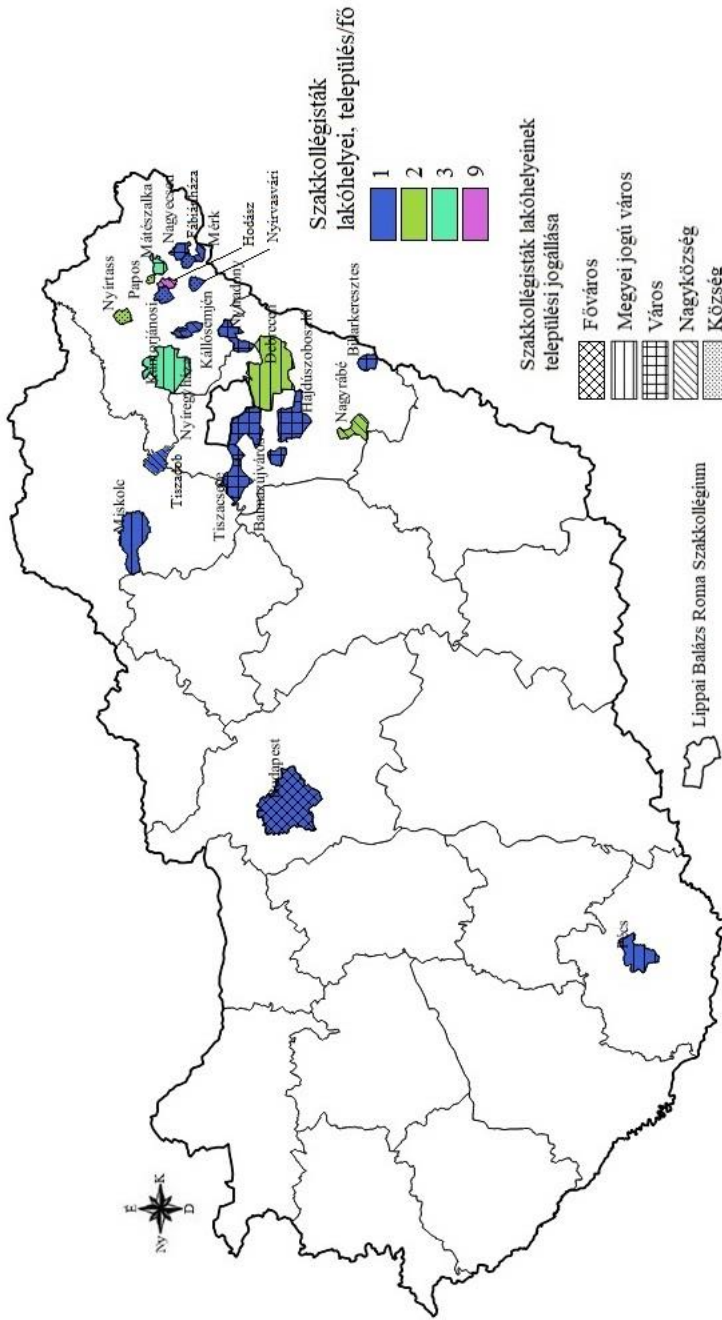 É
Ny
K
D
Miskolc
Nyírtass
Papos
Mátészalka
Nagyecsed
Fábiánháza
Mérk
Hodász
Nyírvasvári
Kállósemjén
Tiszadob
Tiszacsege
Balmazújváros
Debrecen
Hajdúszoboszló
Nagyrábé
Biharkeresztes
Pécs
Szakkollégisták
lakóhelyei, település/fő
1
2
3
9
Szakkollégisták lakóhelyeinek
települési jogállása
Főváros
Megyei jogú város
Város
Nagyközség
Község
Lippai Balázs Roma Szakkollégium